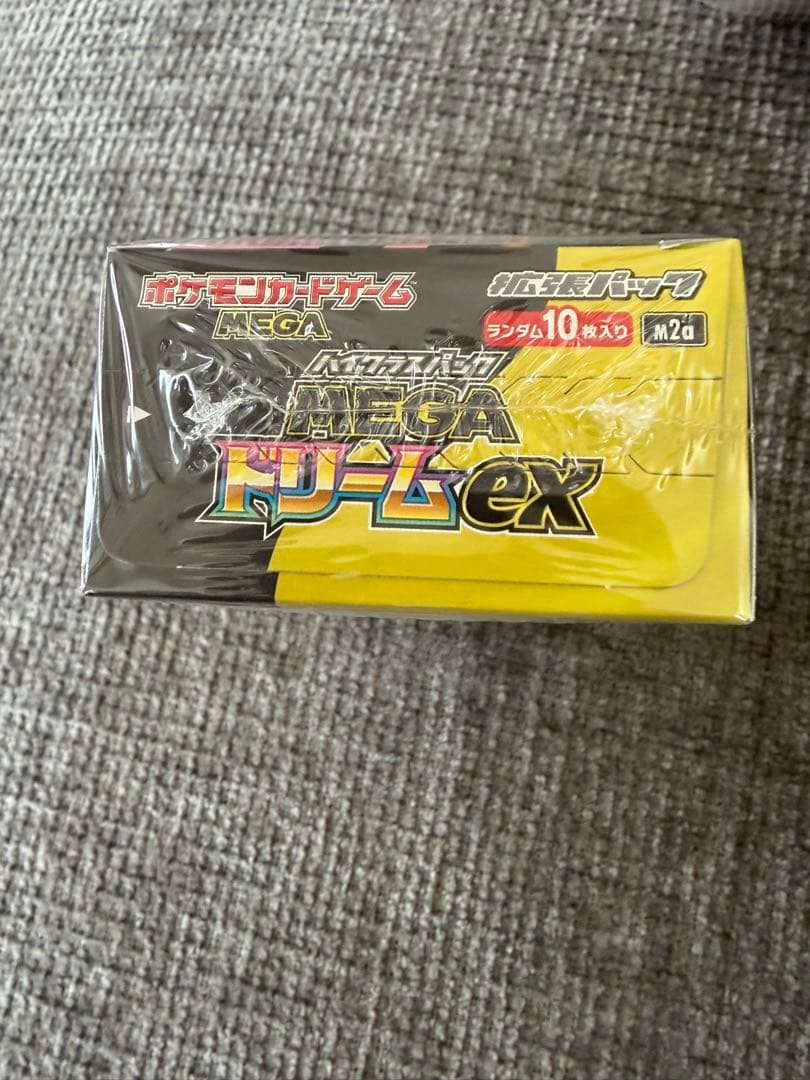 ポケモンカードゲーム
MEGA
拡張パック
ランダム10枚入り M2a
ハイクラスパック
MEGA
ドリームex